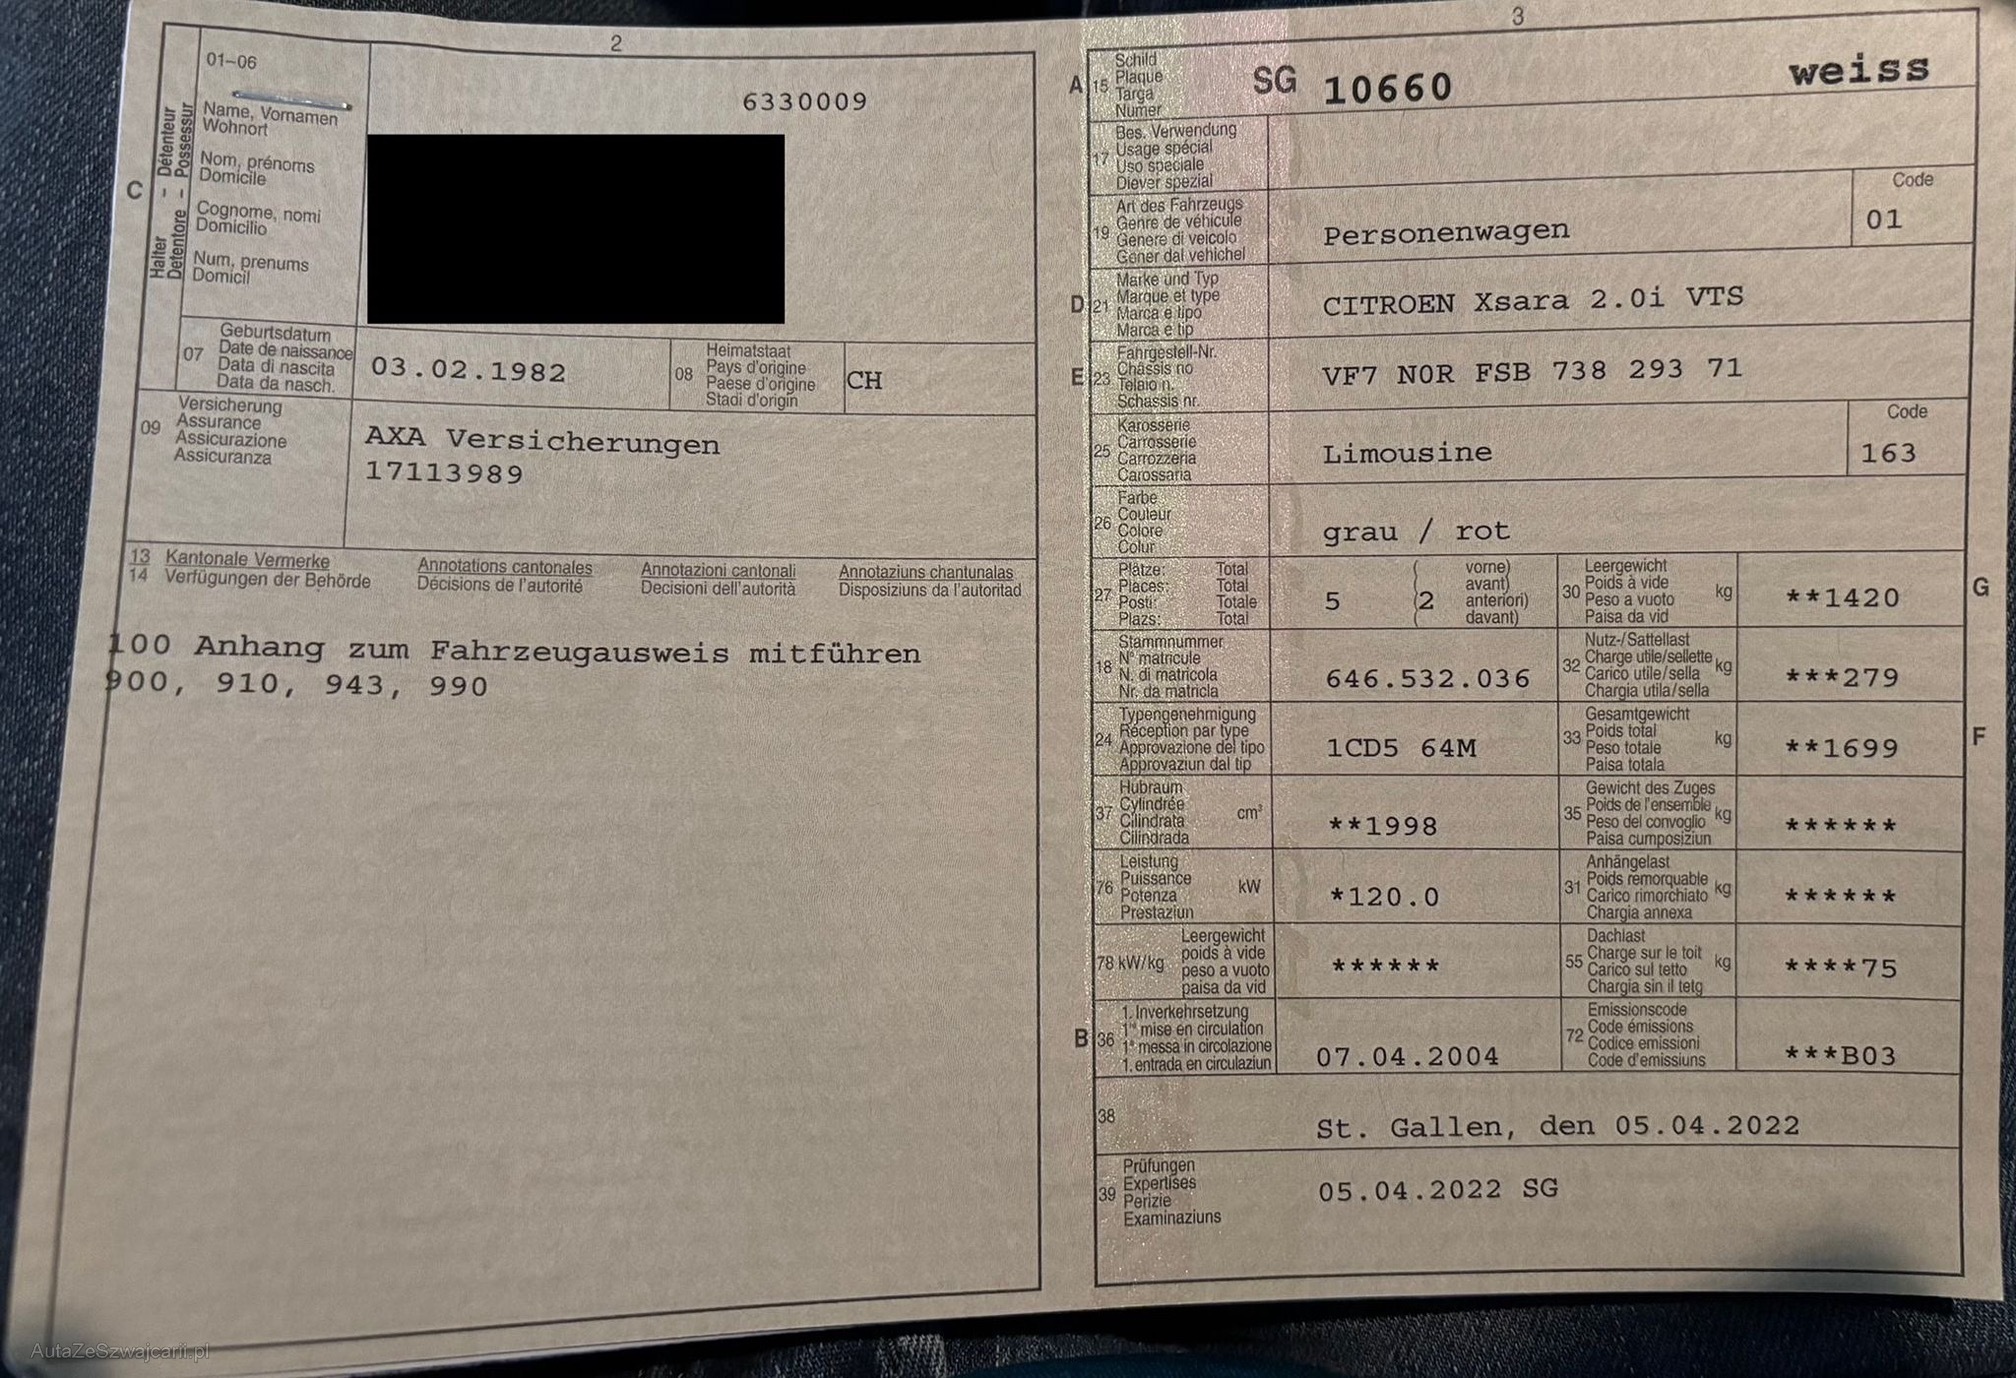 2
01–06
6330009
C
Halter – Détenteur
Detentore – Possessur
Name, Vornamen
Wohnort
Nom, prénoms
Domicile
Cognome, nomi
Domicilio
Num, prenums
Domicil
07
Geburtsdatum
Date de naissance
Data di nascita
Data da nasch.
03.02.1982
08
Heimatstaat
Pays d'origine
Paese d'origine
Stadi d'origin
CH
09
Versicherung
Assurance
Assicurazione
Assicuranza
AXA Versicherungen
17113989
13 Kantonale Vermerke Annotations cantonales Annotazioni cantonali Annotaziuns chantunalas
14 Verfügungen der Behörde Décisions de l'autorité Decisioni dell'autorità Disposiziuns da l'autoritad
100 Anhang zum Fahrzeugausweis mitführen
900, 910, 943, 990
3
A 15
Schild
Plaque
Targa
Numer
SG 10660 weiss
17
Bes. Verwendung
Usage spécial
Uso speciale
Diever spezial
19
Art des Fahrzeugs
Genre de véhicule
Genere di veicolo
Gener dal vehichel
Personenwagen
Code
01
D 21
Marke und Typ
Marque et type
Marca e tipo
Marca e tip
CITROEN Xsara 2.0i VTS
E 23
Fahrgestell-Nr.
Châssis no
Telaio n.
Schassis nr.
VF7 N0R FSB 738 293 71
25
Karosserie
Carrosserie
Carrozzeria
Carossaria
Limousine
Code
163
26
Farbe
Couleur
Colore
Colur
grau / rot
27
Plätze: Total ( vorne)
Places: Total ( avant)
Posti: Totale ( anteriori)
Plazs: Total ( davant)
5 2
30
Leergewicht
Poids à vide
Peso a vuoto
Paisa da vid
kg
**1420
G
18
Stammnummer
N° matricule
N. di matricola
Nr. da matricla
646.532.036
32
Nutz-/Sattellast
Charge utile/sellette
Carico utile/sella
Chargia utila/sella
kg
***279
24
Typengenehmigung
Réception par type
Approvazione del tipo
Approvaziun dal tip
1CD5 64M
33
Gesamtgewicht
Poids total
Peso totale
Paisa totala
kg
**1699
F
37
Hubraum
Cylindrée
Cilindrata
Cilindrada
cm³
**1998
35
Gewicht des Zuges
Poids de l'ensemble
Peso del convoglio
Paisa cumposiziun
kg
******
76
Leistung
Puissance
Potenza
Prestaziun
kW
*120.0
31
Anhängelast
Poids remorquable
Carico rimorchiato
Chargia annexa
kg
******
78 kW/kg
Leergewicht
poids à vide
peso a vuoto
paisa da vid
******
55
Dachlast
Charge sur le toit
Carico sul tetto
Chargia sin il tetg
kg
****75
B 36
1. Inverkehrsetzung
1re mise en circulation
1a messa in circolazione
1. entrada en circulaziun
07.04.2004
72
Emissionscode
Code émissions
Codice emissioni
Code d'emissiuns
***B03
38
St. Gallen, den 05.04.2022
39
Prüfungen
Expertises
Perizie
Examinaziuns
05.04.2022 SG
AutaZeSzwajcarii.pl